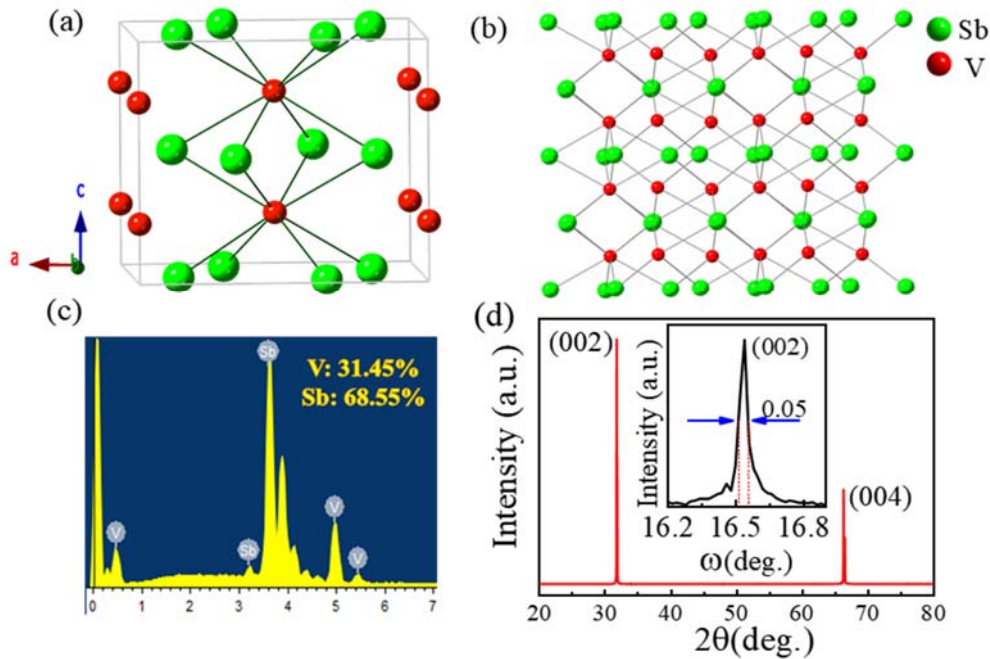 (a)
c
a
b
(b)
Sb
V
(c)
V: 31.45%
Sb: 68.55%
Sb
V
Sb
V
V
0 1 2 3 4 5 6 7
(d)
(002)
(004)
Intensity (a.u.)
20 30 40 50 60 70 80
2θ(deg.)
(002)
0.05
Intensity (a.u.)
16.2 16.5 16.8
ω(deg.)